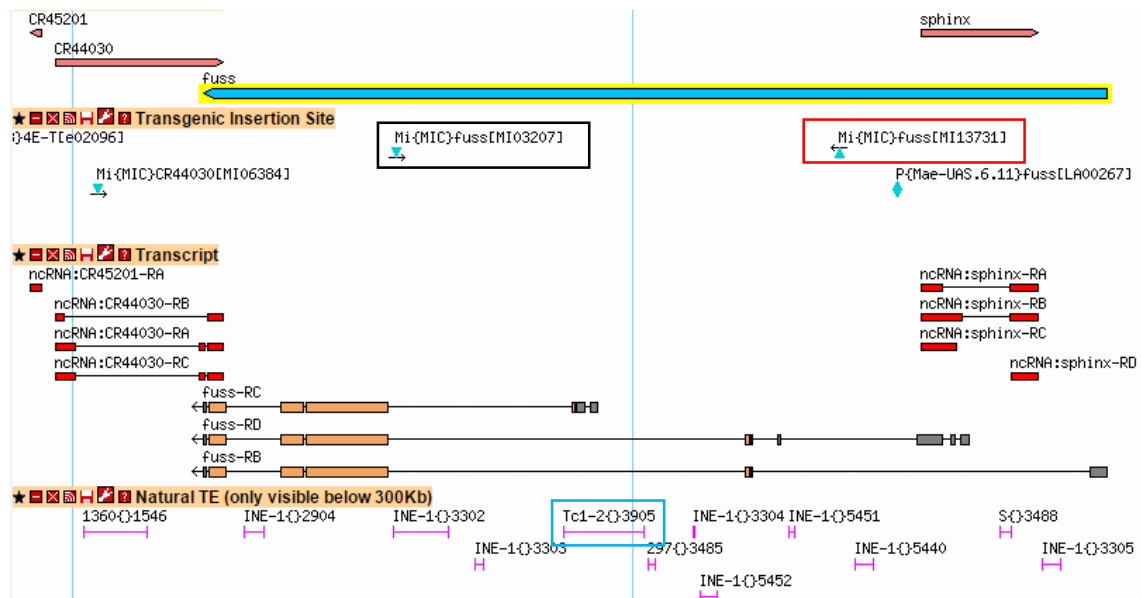 CR45201
sphinx
CR44030
fuss
Transgenic Insertion Site
}4E-T[e02096]
Mi{MIC}fuss[MI03207]
Mi{MIC}fuss[MI13731]
Mi{MIC}CR44030[MI06384]
P{Mae-UAS.6.11}fuss[LA00267]
Transcript
ncRNA:CR45201-RA
ncRNA:sphinx-RA
ncRNA:CR44030-RB
ncRNA:sphinx-RB
ncRNA:CR44030-RA
ncRNA:sphinx-RC
ncRNA:CR44030-RC
ncRNA:sphinx-RD
fuss-RC
fuss-RD
fuss-RB
Natural TE (only visible below 300Kb)
1360{}1546
INE-1{}2904
INE-1{}3302
Tc1-2{}3905
INE-1{}3304
INE-1{}5451
S{}3488
INE-1{}3303
297{}3485
INE-1{}5440
INE-1{}3305
INE-1{}5452